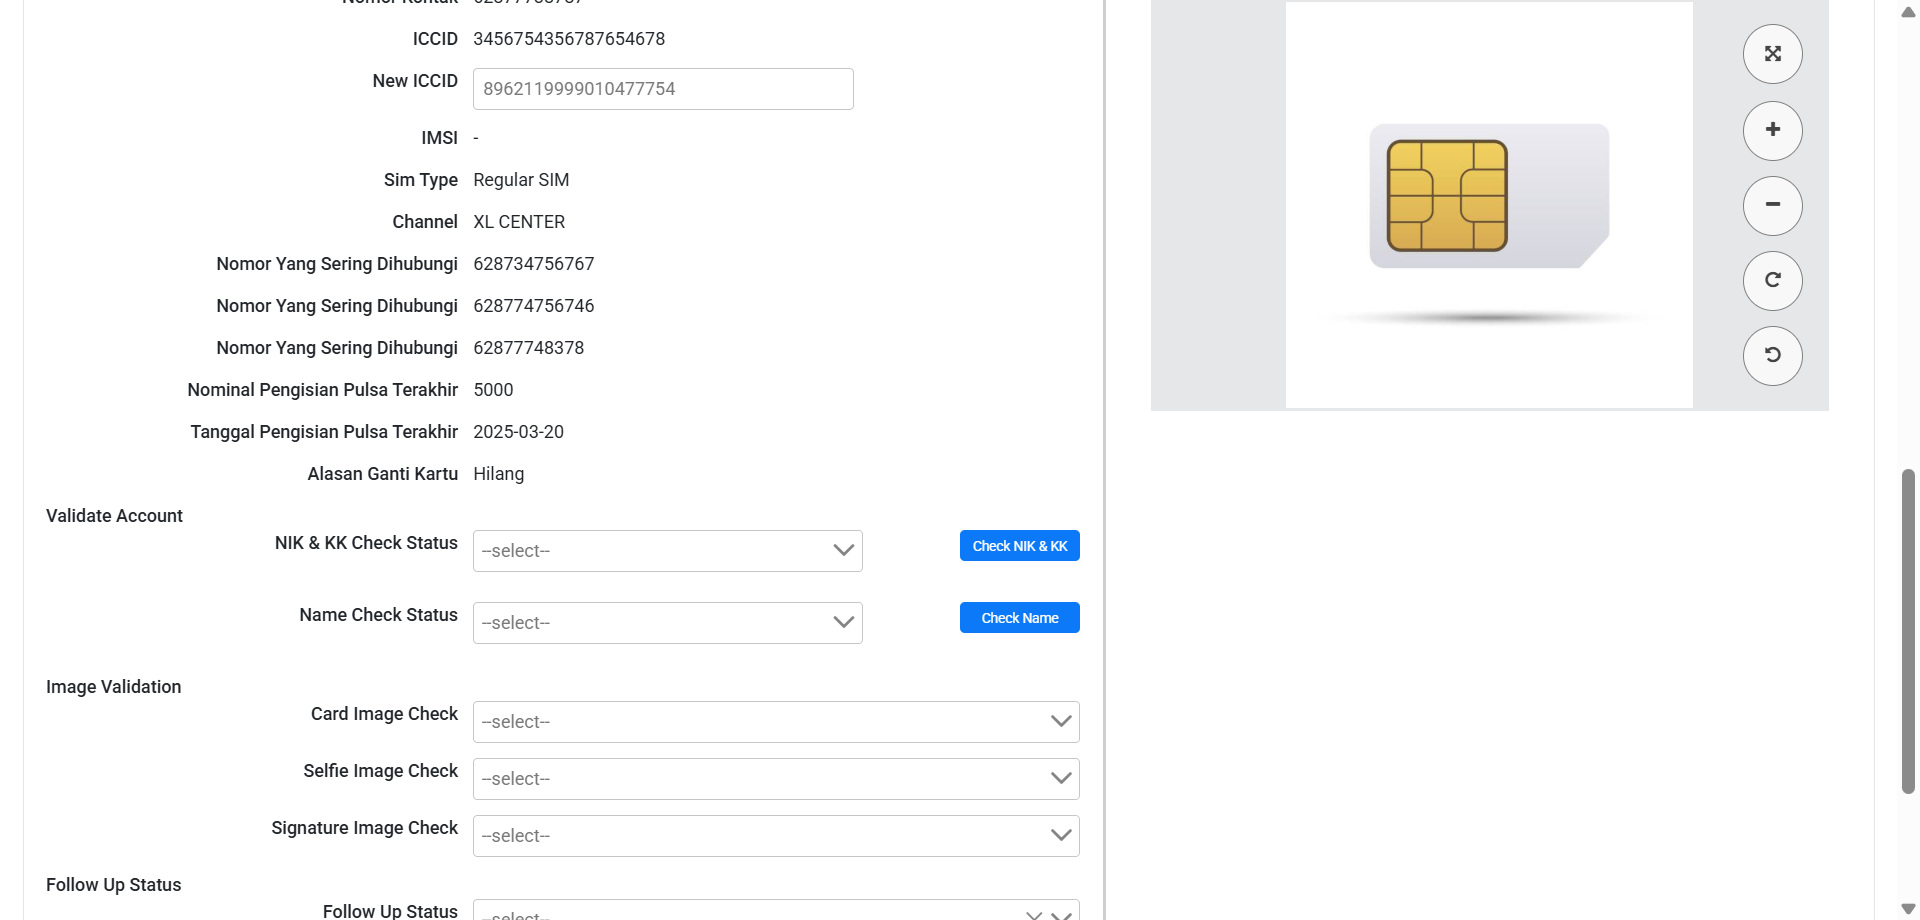 ICCID 3456754356787654678
New ICCID 8962119999010477754
IMSI -
Sim Type Regular SIM
Channel XL CENTER
Nomor Yang Sering Dihubungi 628734756767
Nomor Yang Sering Dihubungi 628774756746
Nomor Yang Sering Dihubungi 62877748378
Nominal Pengisian Pulsa Terakhir 5000
Tanggal Pengisian Pulsa Terakhir 2025-03-20
Alasan Ganti Kartu Hilang
Validate Account
NIK & KK Check Status --select-- Check NIK & KK
Name Check Status --select-- Check Name
Image Validation
Card Image Check --select--
Selfie Image Check --select--
Signature Image Check --select--
Follow Up Status
Follow Up Status --select--